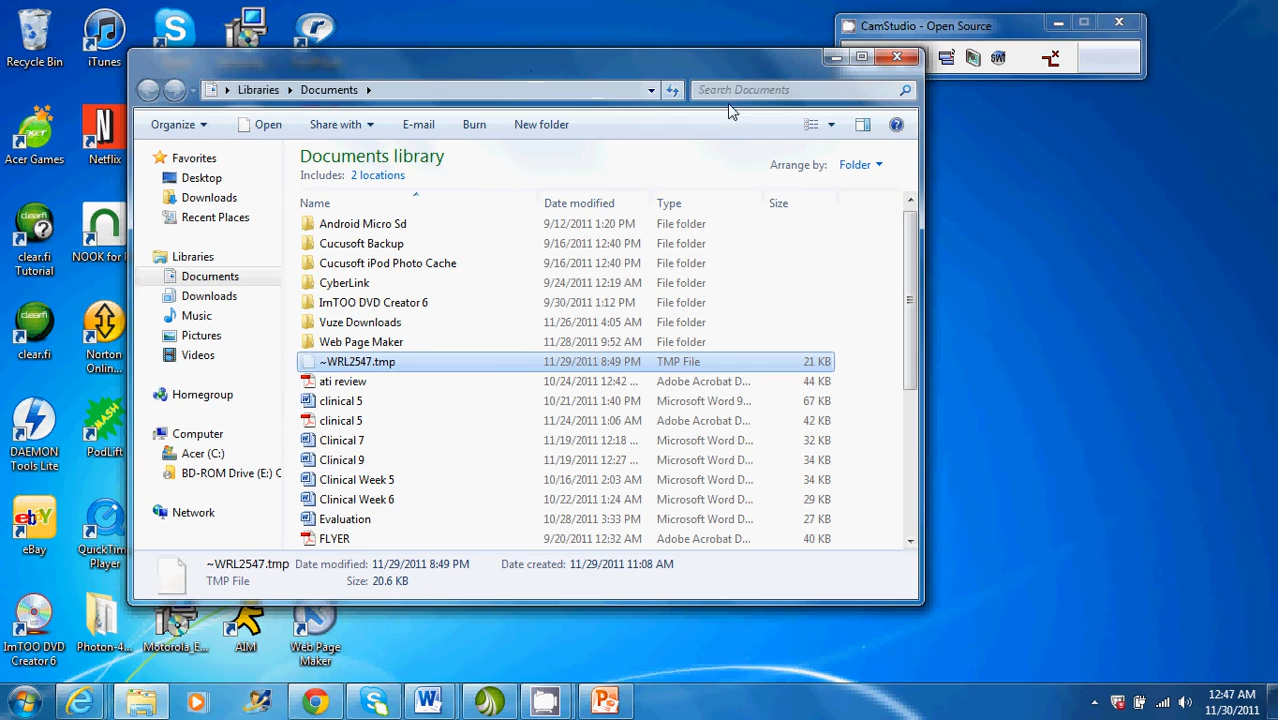 Recycle Bin
iTunes
CamStudio - Open Source
Libraries
Documents
Search Documents
Organize
Open
Share with
E-mail
Burn
New folder
Acer Games
Netflix
Favorites
Desktop
Downloads
Recent Places
Libraries
Documents
Downloads
Music
Pictures
Videos
Homegroup
Computer
Acer (C:)
BD-ROM Drive (E:) C
Network
Documents library
Includes: 2 locations
Arrange by: Folder
Name Date modified Type Size
Android Micro Sd 9/12/2011 1:20 PM File folder
Cucusoft Backup 9/16/2011 12:40 PM File folder
Cucusoft iPod Photo Cache 9/16/2011 12:40 PM File folder
CyberLink 9/24/2011 12:19 AM File folder
ImTOO DVD Creator 6 9/30/2011 1:12 PM File folder
Vuze Downloads 11/26/2011 4:05 AM File folder
Web Page Maker 11/28/2011 9:52 AM File folder
~WRL2547.tmp 11/29/2011 8:49 PM TMP File 21 KB
ati review 10/24/2011 12:42 ... Adobe Acrobat D... 44 KB
clinical 5 10/21/2011 1:40 PM Microsoft Word 9... 67 KB
clinical 5 11/24/2011 1:06 AM Adobe Acrobat D... 42 KB
Clinical 7 11/19/2011 12:18 ... Microsoft Word D... 32 KB
Clinical 9 11/19/2011 12:27 ... Microsoft Word D... 34 KB
Clinical Week 5 10/16/2011 2:03 AM Microsoft Word D... 34 KB
Clinical Week 6 10/22/2011 1:24 AM Microsoft Word D... 29 KB
Evaluation 10/28/2011 3:33 PM Microsoft Word D... 27 KB
FLYER 9/20/2011 12:32 AM Adobe Acrobat D... 40 KB
~WRL2547.tmp Date modified: 11/29/2011 8:49 PM Date created: 11/29/2011 11:08 AM
TMP File Size: 20.6 KB
clear.fi
Tutorial
NOOK for
clear.fi
Norton
Online...
DAEMON
Tools Lite
PodLift
eBay
QuickTim
Player
ImTOO DVD
Creator 6
Photon-4...
Motorola_E...
AIM
Web Page
Maker
12:47 AM
11/30/2011